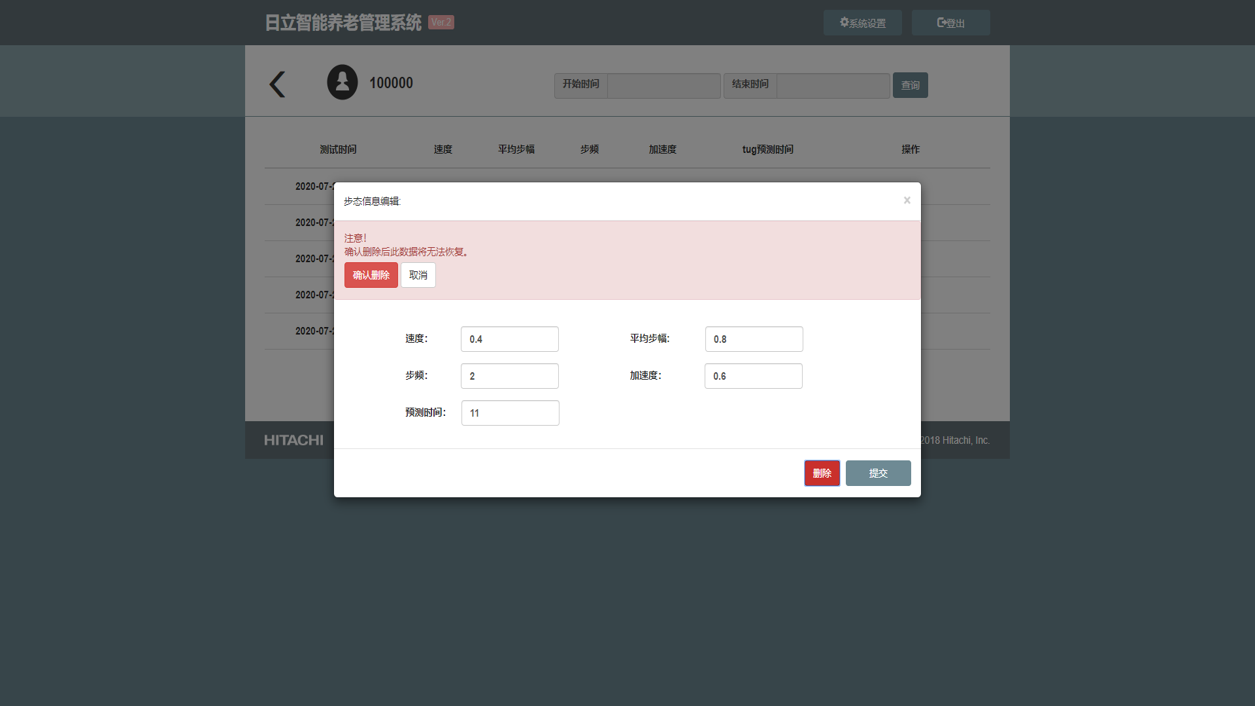 日立智能养老管理系统 Ver.2 系统设置 登出
100000 开始时间 结束时间 查询
测试时间 速度 平均步幅 步频 加速度 tug预测时间 操作
2020-07-
步态信息编辑: x
2020-07-
注意!
确认删除后此数据将无法恢复。
2020-07-
确认删除 取消
2020-07-
2020-07-
速度: 0.4 平均步幅: 0.8
步频: 2 加速度: 0.6
预测时间: 11
HITACHI 2018 Hitachi, Inc.
删除 提交